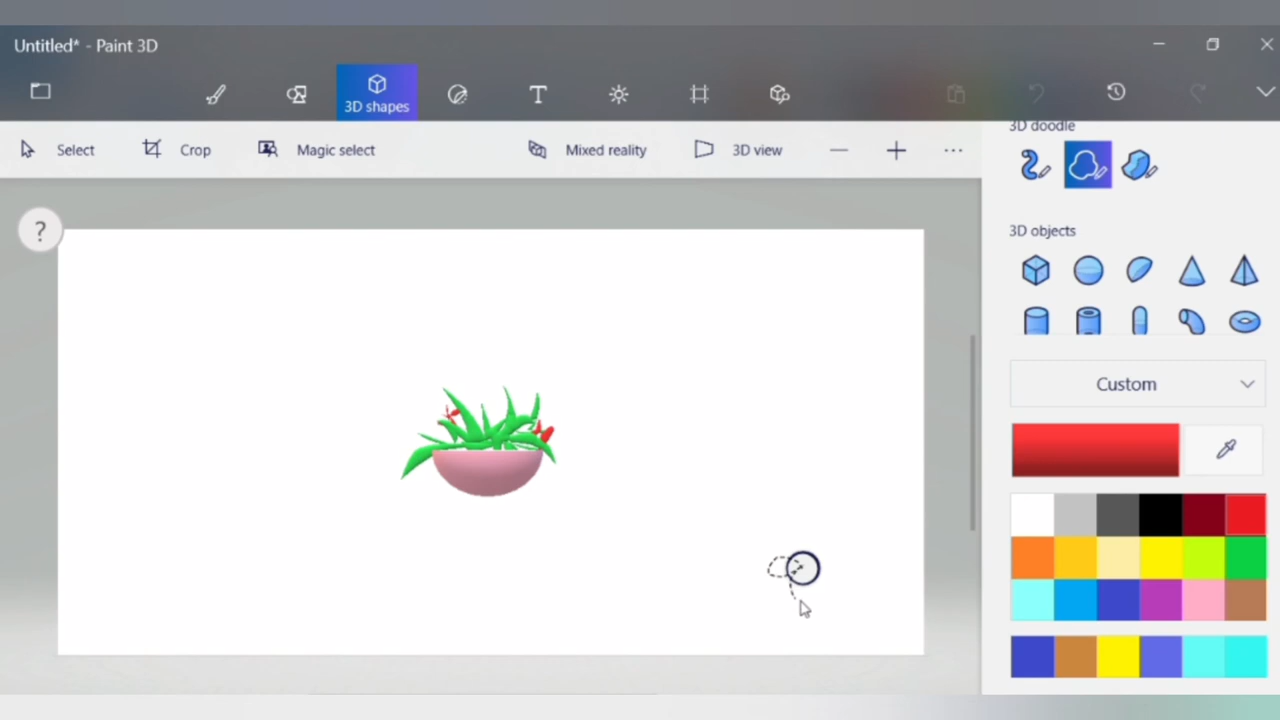 Untitled* - Paint 3D
3D shapes
Select Crop Magic select Mixed reality 3D view
3D doodle
?
3D objects
Custom